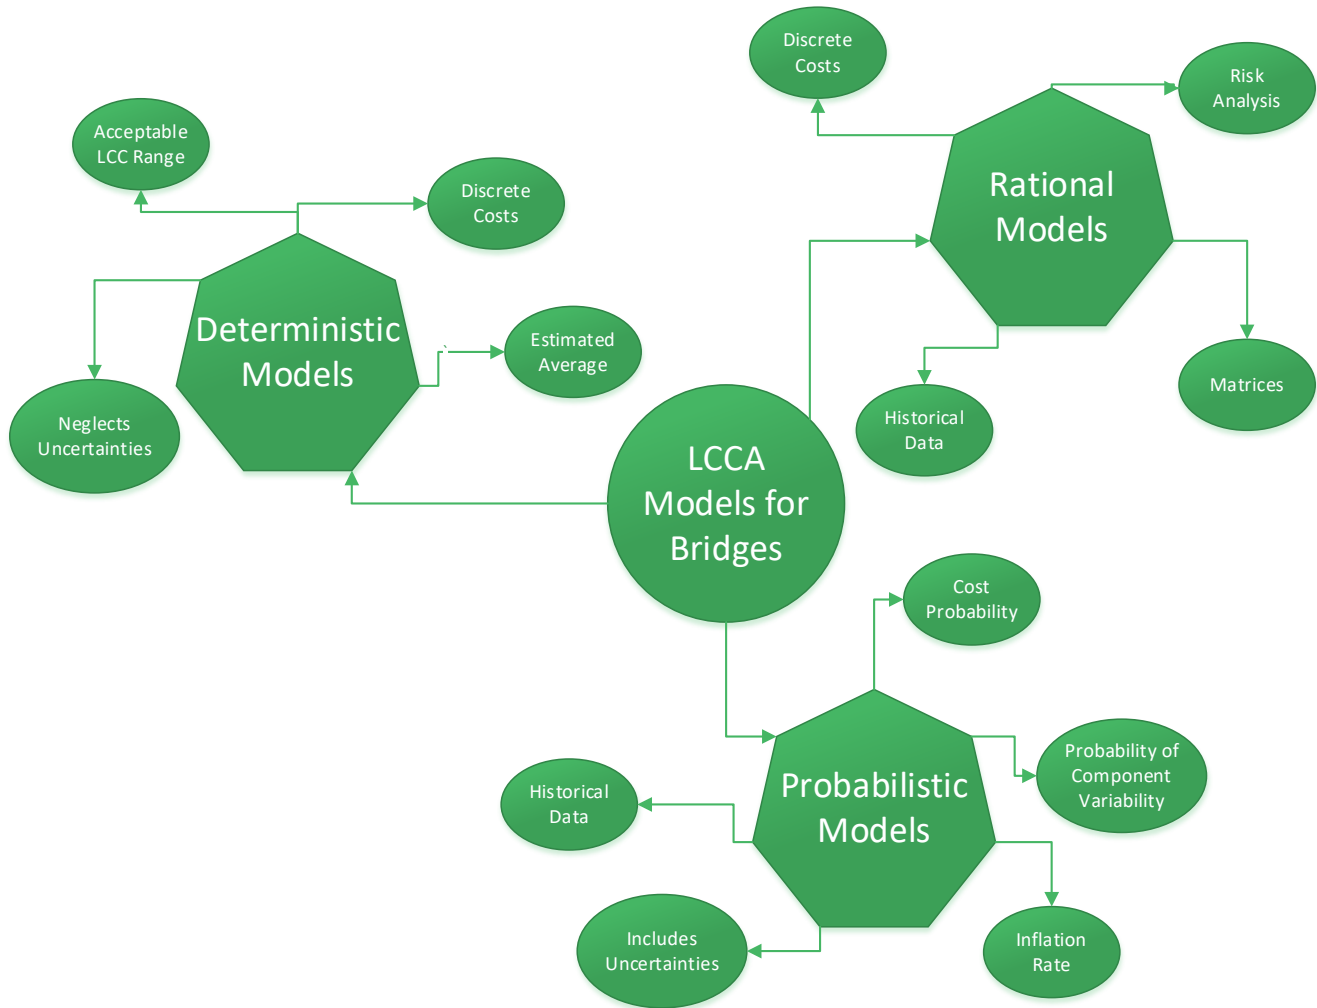 Discrete
Costs
Risk
Analysis
Acceptable
LCC Range
Discrete
Costs
Rational
Models
Deterministic
Models
`
Estimated
Average
Matrices
Neglects
Uncertainties
Historical
Data
LCCA
Models for
Bridges
Cost
Probability
Probability of
Component
Variability
Historical
Data
Probabilistic
Models
Includes
Uncertainties
Inflation
Rate